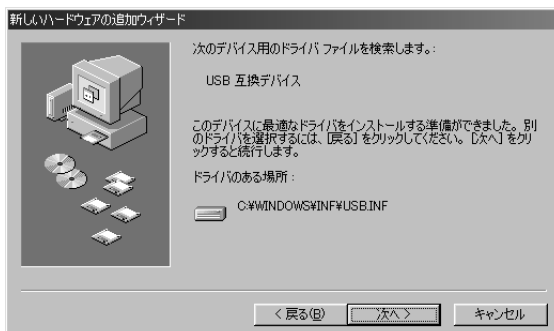 新しいハードウェアの追加ウィザード
次のデバイス用のドライバ ファイルを検索します。:
USB 互換デバイス
このデバイスに最適なドライバをインストールする準備ができました。別
のドライバを選択するには、[戻る] をクリックしてください。[次へ] をクリ
ックすると続行します。
ドライバのある場所 :
C:¥WINDOWS¥INF¥USB.INF
< 戻る(B)
次へ >
キャンセル